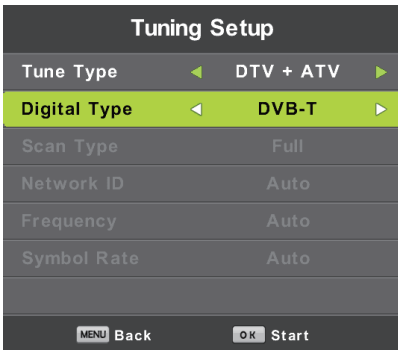 Tuning Setup
Tune Type DTV + ATV
Digital Type DVB-T
Scan Type Full
Network ID Auto
Frequency Auto
Symbol Rate Auto
MENU Back OK Start